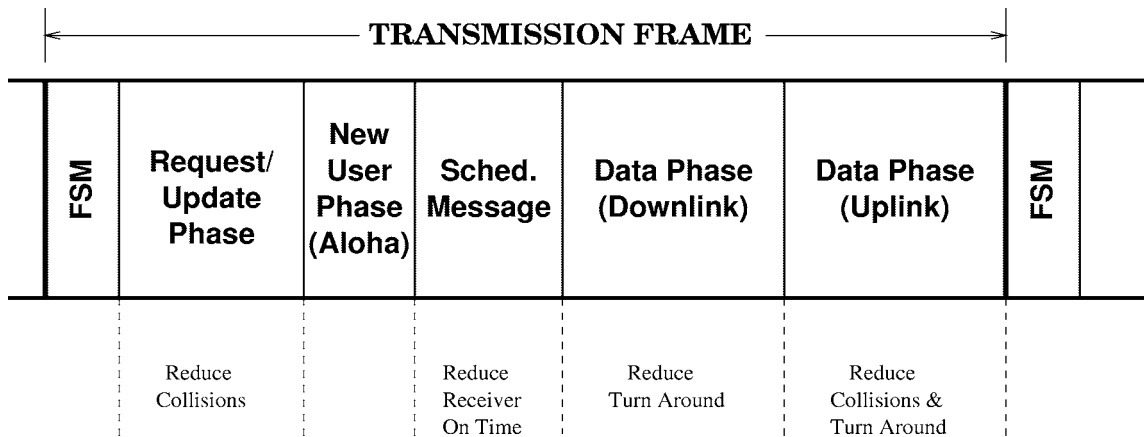 TRANSMISSION FRAME
FSM
Request/
Update
Phase
New
User
Phase
(Aloha)
Sched.
Message
Data Phase
(Downlink)
Data Phase
(Uplink)
FSM
Reduce
Collisions
Reduce
Receiver
On Time
Reduce
Turn Around
Reduce
Collisions &
Turn Around